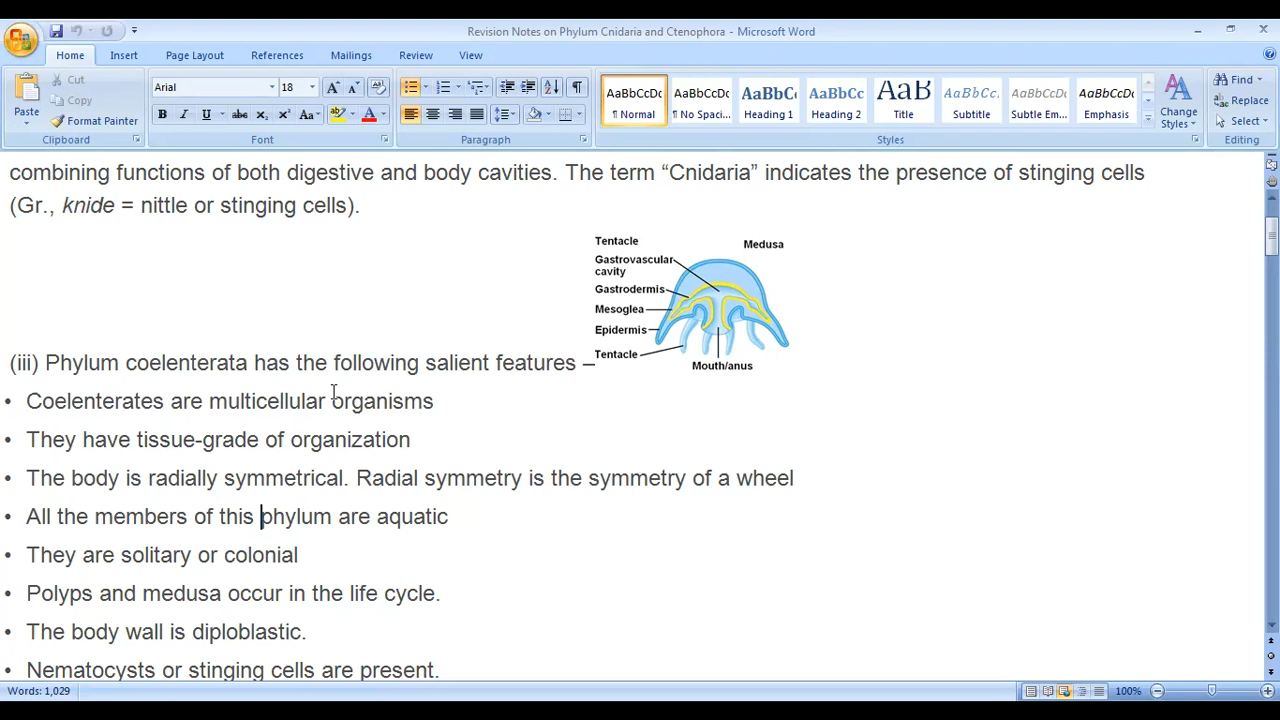 Revision Notes on Phylum Cnidaria and Ctenophora - Microsoft Word
Home Insert Page Layout References Mailings Review View
Paste
Cut
Copy
Format Painter
Clipboard
Arial 18
B I U abc x₂ x² Aa A
Font
Paragraph
AaBbCcDc AaBbCcDc AaBbCc AaBbCc AaB AaBbCc. AaBbCcDc AaBbCcDc
¶ Normal ¶ No Spaci... Heading 1 Heading 2 Title Subtitle Subtle Em... Emphasis
Change
Styles
Styles
Find
Replace
Select
Editing
combining functions of both digestive and body cavities. The term “Cnidaria” indicates the presence of stinging cells
(Gr., knide = nittle or stinging cells).
Tentacle
Medusa
Gastrovascular
cavity
Gastrodermis
Mesoglea
Epidermis
Tentacle
Mouth/anus
(iii) Phylum coelenterata has the following salient features –
• Coelenterates are multicellular organisms
• They have tissue-grade of organization
• The body is radially symmetrical. Radial symmetry is the symmetry of a wheel
• All the members of this phylum are aquatic
• They are solitary or colonial
• Polyps and medusa occur in the life cycle.
• The body wall is diploblastic.
• Nematocysts or stinging cells are present.
Words: 1,029
100%